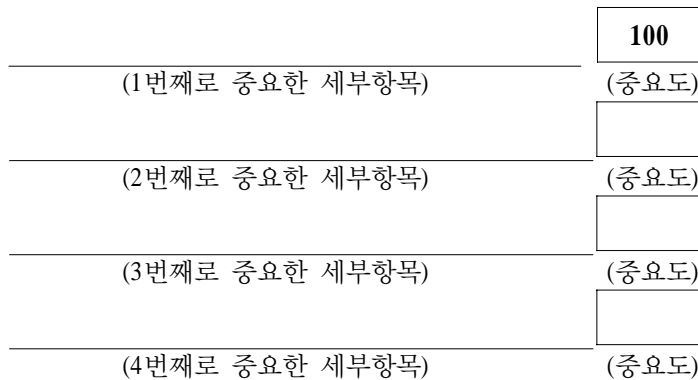 100
(1번째로 중요한 세부항목) (중요도)
(2번째로 중요한 세부항목) (중요도)
(3번째로 중요한 세부항목) (중요도)
(4번째로 중요한 세부항목) (중요도)